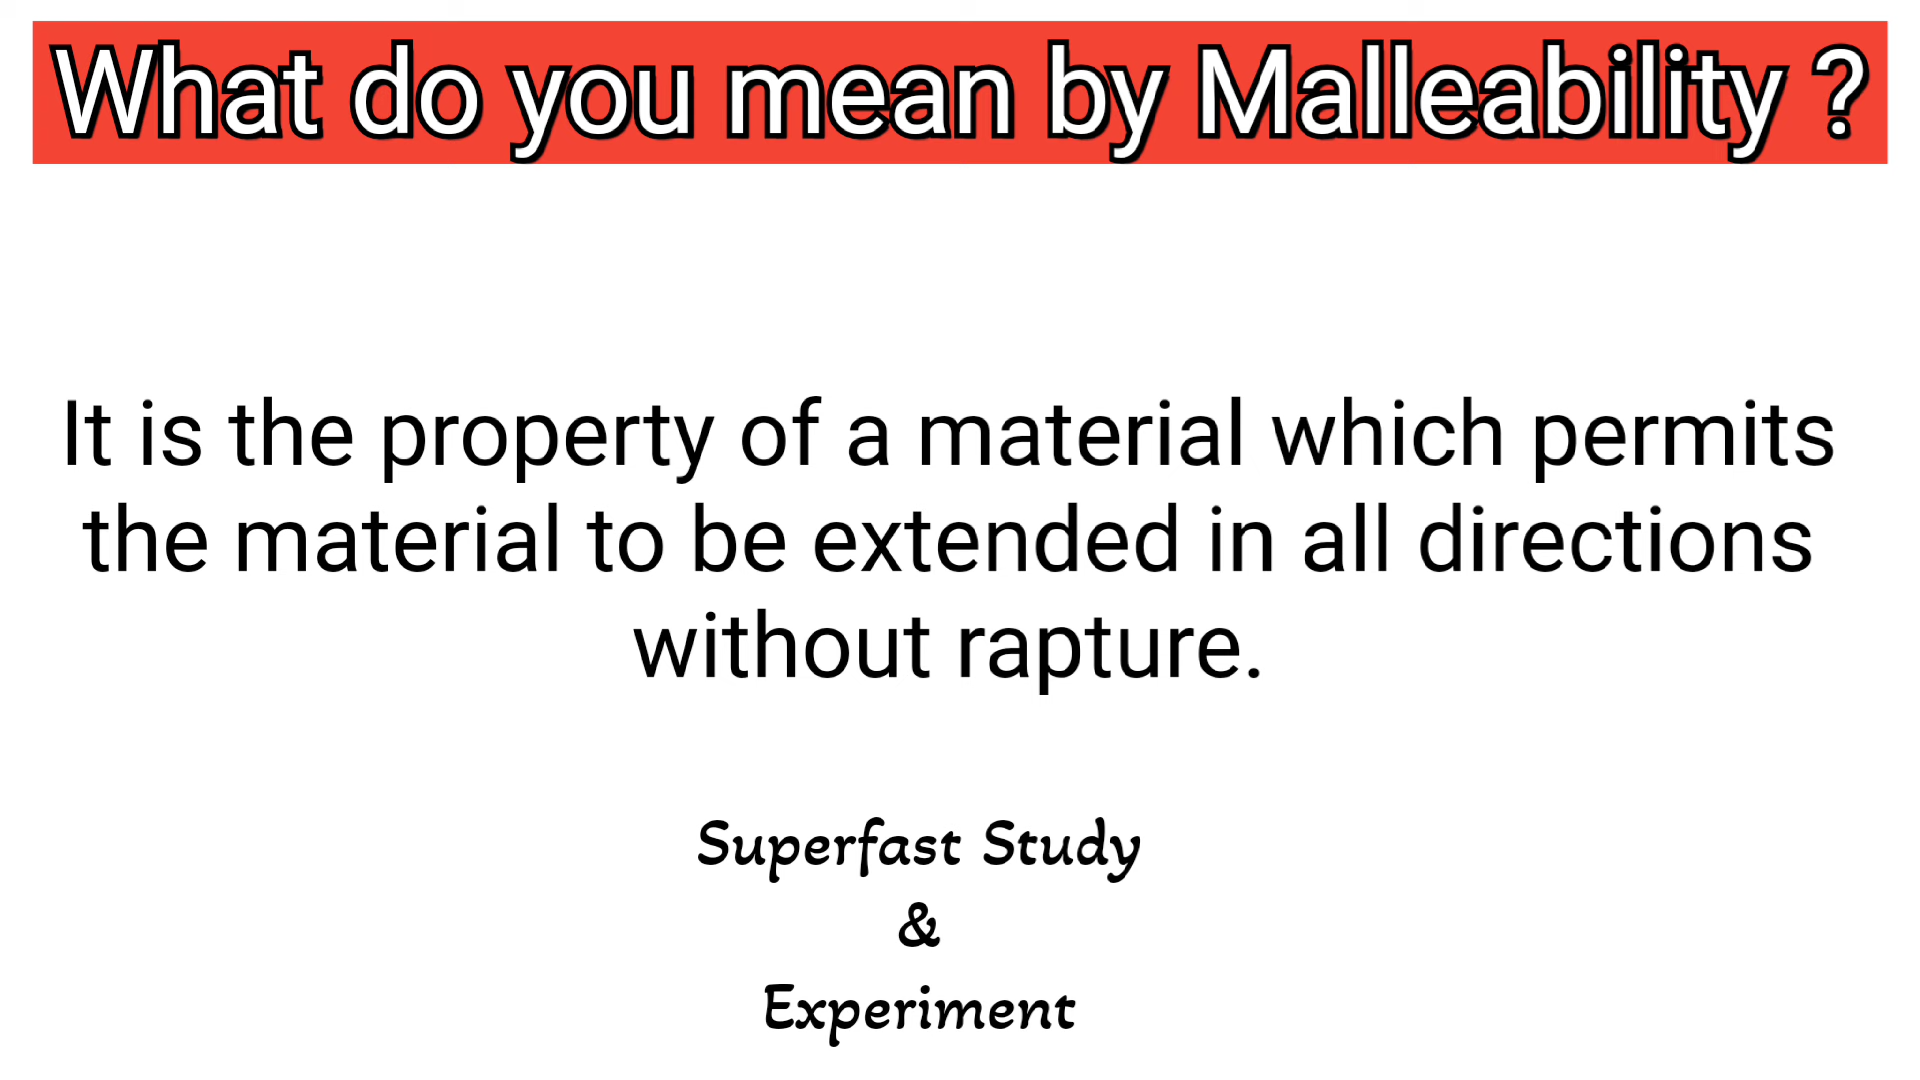 What do you mean by Malleability ?
It is the property of a material which permits
the material to be extended in all directions
without rapture.
Superfast Study
&
Experiment